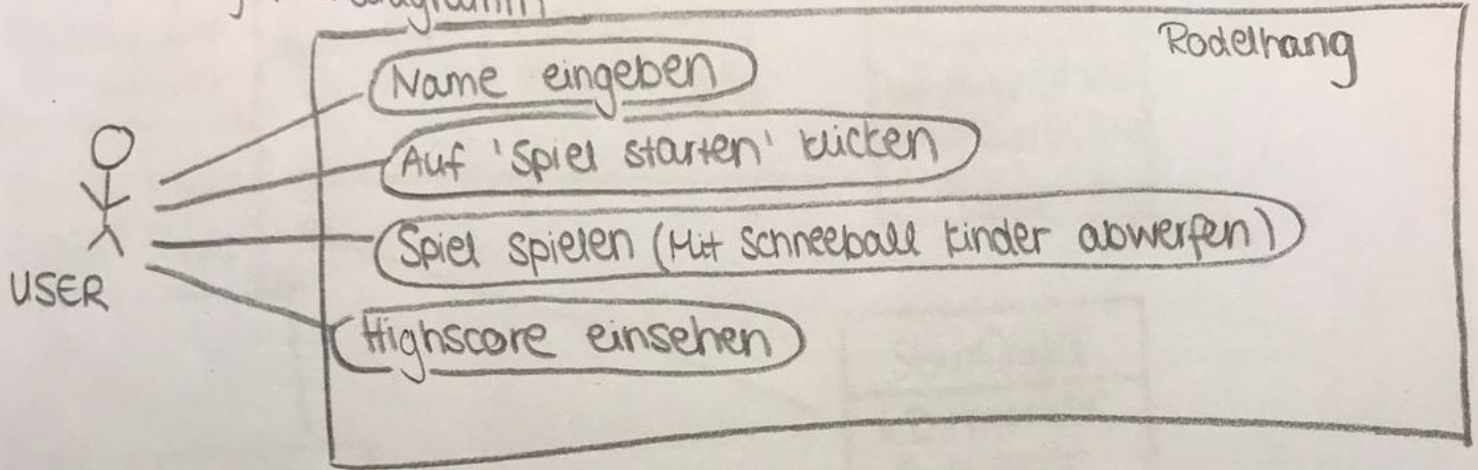 Rodelhang
Name eingeben
Auf 'Spiel starten' klicken
Spiel spielen (Mit Schneeball Kinder abwerfen)
Highscore einsehen
USER